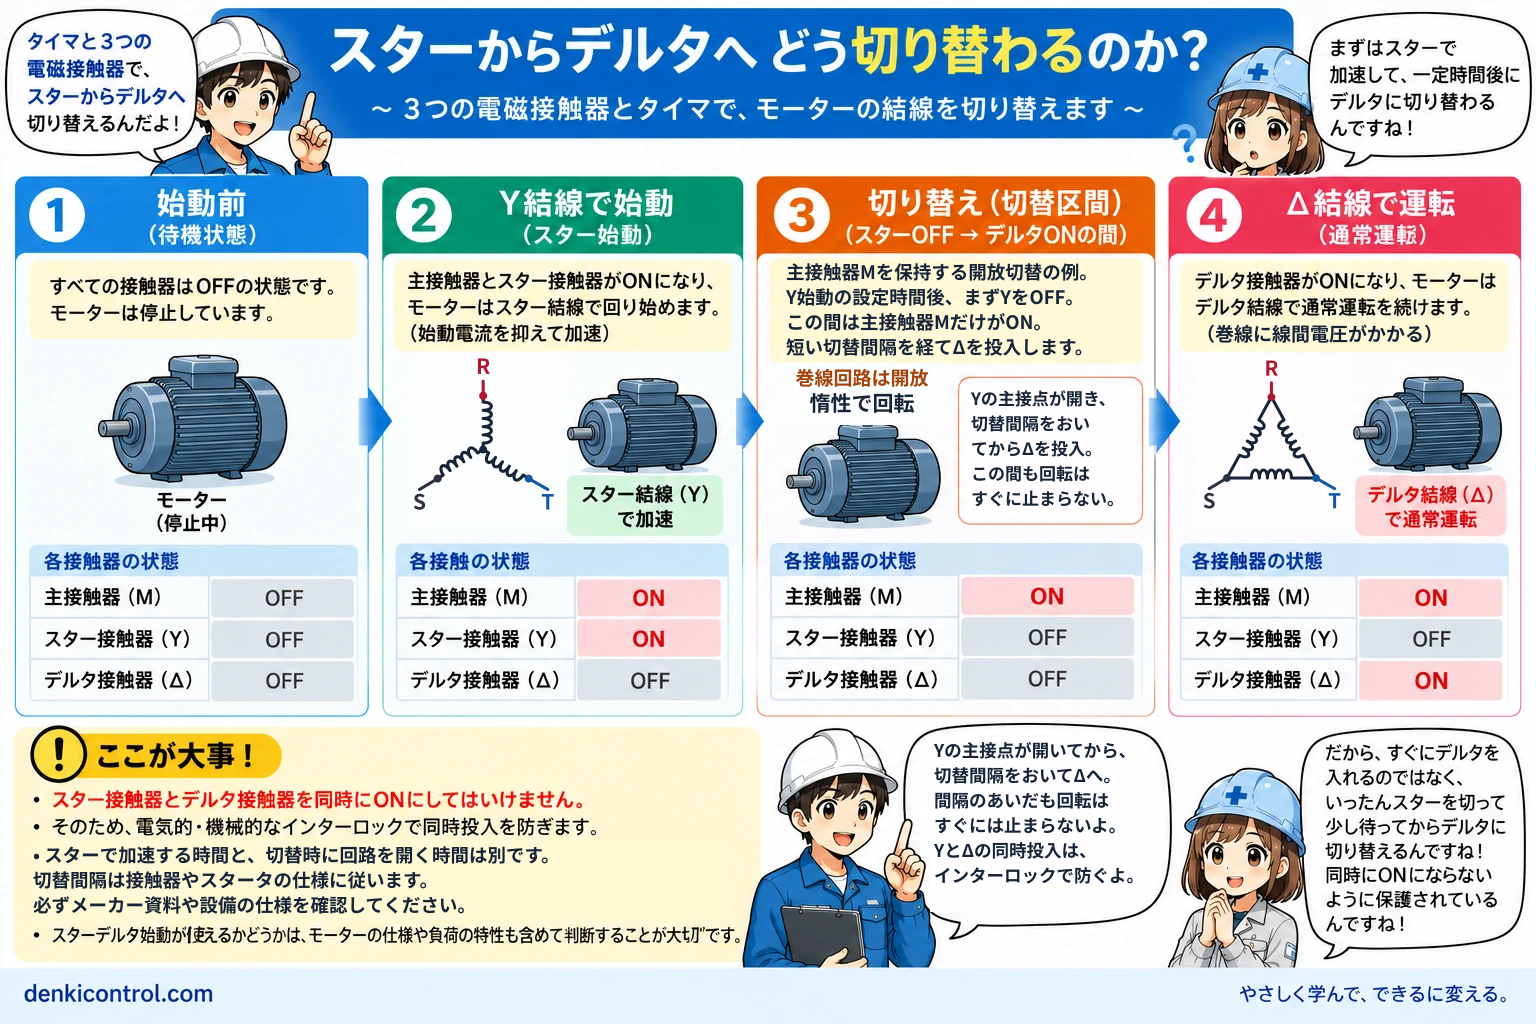 タイマと3つの
電磁接触器で、
スターからデルタへ
切り替えるんだよ！
スターからデルタへ どう切り替わるのか？
～ 3つの電磁接触器とタイマで、モーターの結線を切り替えます ～
?
まずはスターで
加速して、一定時間後に
デルタに切り替わる
んですね！
1
始動前
（待機状態）
すべての接触器はOFFの状態です。
モーターは停止しています。
モーター
（停止中）
各接触器の状態
主接触器（M） OFF
スター接触器（Y） OFF
デルタ接触器（Δ） OFF
2
Y結線で始動
（スター始動）
主接触器とスター接触器がONになり、
モーターはスター結線で回り始めます。
（始動電流を抑えて加速）
R
S
T
スター結線（Y）
で加速
各接触の状態
主接触器（M） ON
スター接触器（Y） ON
デルタ接触器（Δ） OFF
3
切り替え（切替区間）
（スターOFF → デルタONの間）
主接触器Mを保持する開放切替の例。
Y始動の設定時間後、まずYをOFF。
この間は主接触器MだけがON。
短い切替間隔を経てΔを投入します。
巻線回路は開放
惰性で回転
Yの主接点が開き、
切替間隔をおい
てからΔを投入。
この間も回転は
すぐに止まらない。
各接触器の状態
主接触器（M） ON
スター接触器（Y） OFF
デルタ接触器（Δ） OFF
4
Δ結線で運転
（通常運転）
デルタ接触器がONになり、モーターは
デルタ結線で通常運転を続けます。
（巻線に線間電圧がかかる）
R
S
T
デルタ結線（Δ）
で通常運転
各接触器の状態
主接触器（M） ON
スター接触器（Y） OFF
デルタ接触器（Δ） ON
! ここが大事！
• スター接触器とデルタ接触器を同時にONにしてはいけません。
• そのため、電気的・機械的なインターロックで同時投入を防ぎます。
• スターで加速する時間と、切替時に回路を開く時間は別です。
切替間隔は接触器やスタータの仕様に従います。
必ずメーカー資料や設備の仕様を確認してください。
• スターデルタ始動が使えるかどうかは、モーターの仕様や負荷の特性も含めて判断することが大切です。
Yの主接点が開いてから、
切替間隔をおいてΔへ。
間隔のあいだも回転は
すぐには止まらないよ。
YとΔの同時投入は、
インターロックで防ぐよ。
だから、すぐにデルタを
入れるのではなく、
いったんスターを切って
少し待ってからデルタに
切り替えるんですね！
同時にONにならない
ように保護されている
んですね！
denkicontrol.com
やさしく学んで、できるに変える。